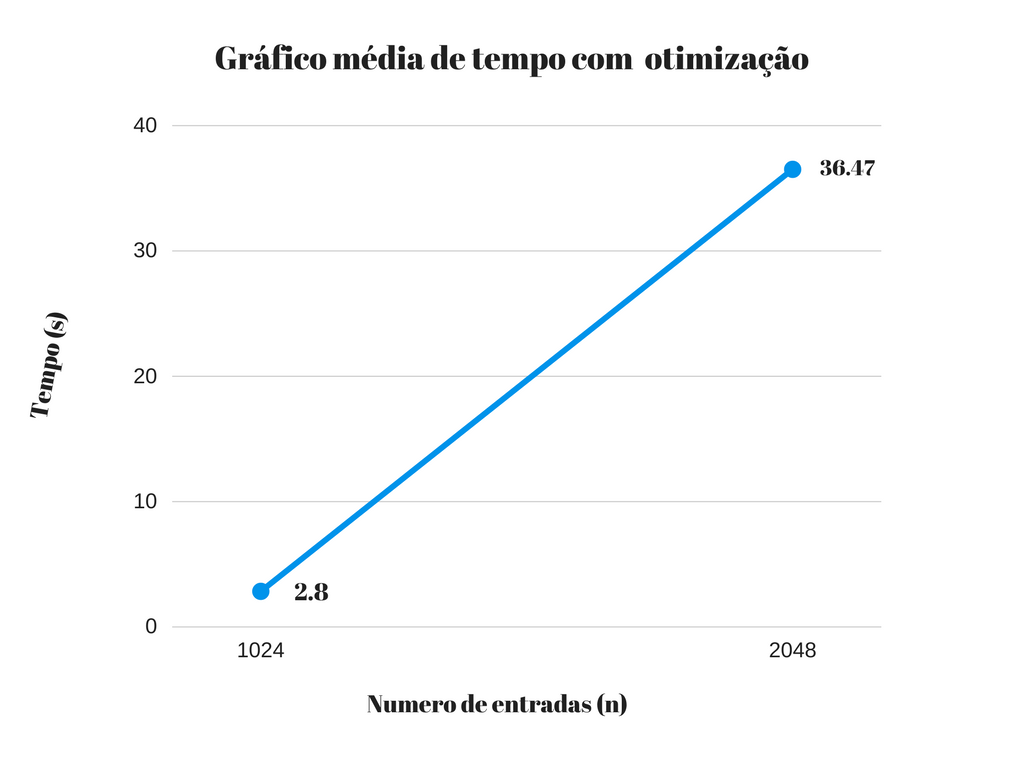 Gráfico média de tempo com otimização
40
36.47
30
Tempo (s)
20
10
2.8
0
1024 2048
Numero de entradas (n)